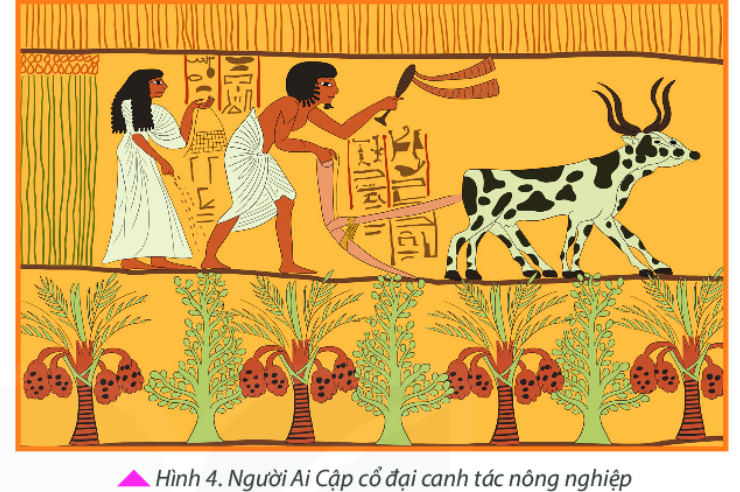 Hình 4. Người Ai Cập cổ đại canh tác nông nghiệp